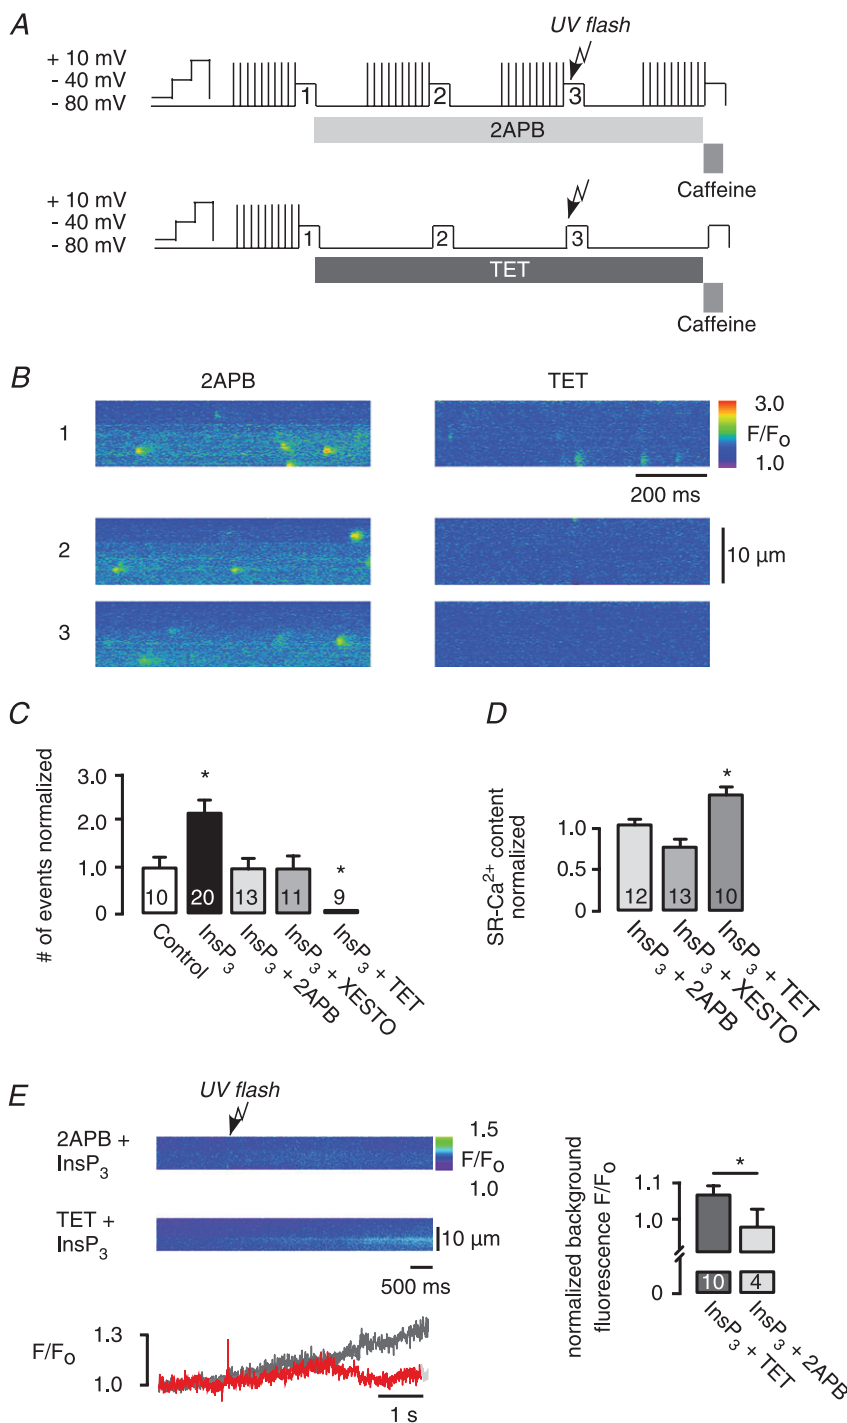 A
UV flash
+ 10 mV
- 40 mV
- 80 mV
1
2
3
2APB
Caffeine
+ 10 mV
- 40 mV
- 80 mV
1
2
3
TET
Caffeine
B
2APB
TET
1
3.0
F/Fo
1.0
200 ms
2
10 µm
3
C
# of events normalized
3.0
2.0
1.0
0
*
*
10
20
13
11
9
Control
InsP3
InsP3 + 2APB
InsP3 + XESTO
InsP3 + TET
D
SR-Ca2+ content
normalized
1.0
0.5
0
*
12
13
10
InsP3 + 2APB
InsP3 + XESTO
InsP3 + TET
E
UV flash
2APB +
InsP3
1.5
F/Fo
1.0
TET +
InsP3
10 µm
500 ms
F/Fo
1.3
1.0
1 s
normalized background
fluorescence F/Fo
1.1
1.0
0
*
10
4
InsP3 + TET
InsP3 + 2APB